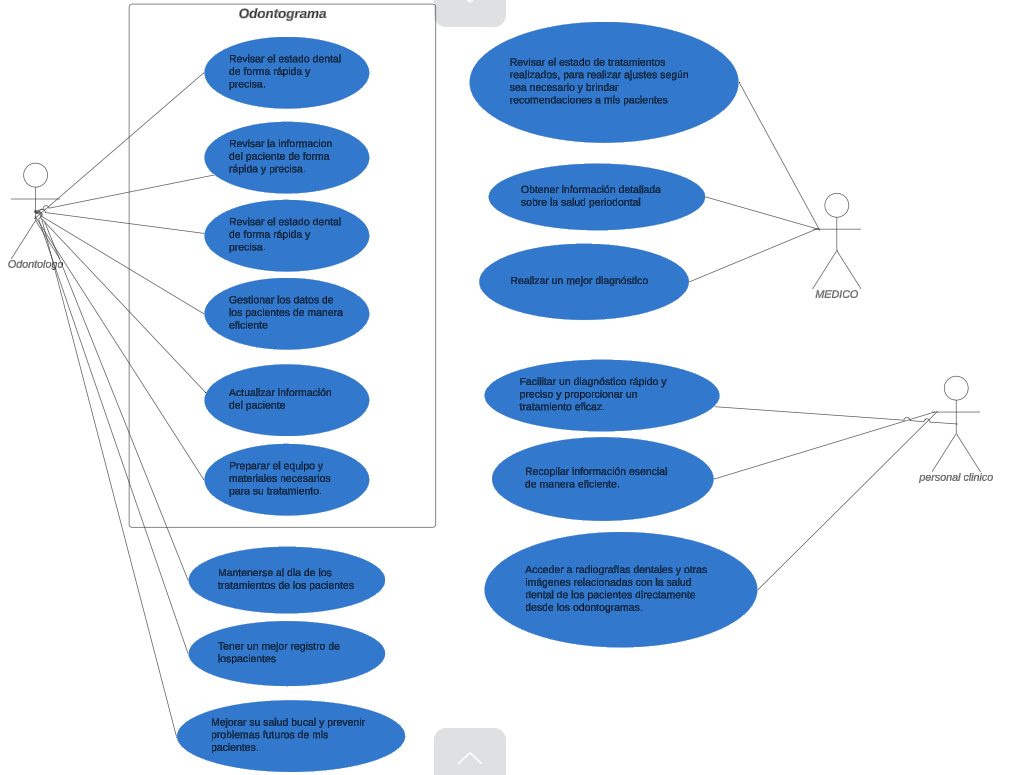 Odontograma
Revisar el estado dental
de forma rápida y
precisa.
Revisar la informacion
del paciente de forma
rápida y precisa.
Revisar el estado dental
de forma rápida y
precisa.
Gestionar los datos de
los pacientes de manera
eficiente
Actualizar información
del paciente
Preparar el equipo y
materiales necesarios
para su tratamiento.
Mantenerse al día de los
tratamientos de los pacientes
Tener un mejor registro de
lospacientes
Mejorar su salud bucal y prevenir
problemas futuros de mis
pacientes.
Odontologo
Revisar el estado de tratamientos
realizados, para realizar ajustes según
sea necesario y brindar
recomendaciones a mis pacientes
Obtener información detallada
sobre la salud periodontal
Realizar un mejor diagnóstico
MEDICO
Facilitar un diagnóstico rápido y
preciso y proporcionar un
tratamiento eficaz.
Recopilar información esencial
de manera eficiente.
Acceder a radiografías dentales y otras
imágenes relacionadas con la salud
dental de los pacientes directamente
desde los odontogramas.
personal clinico